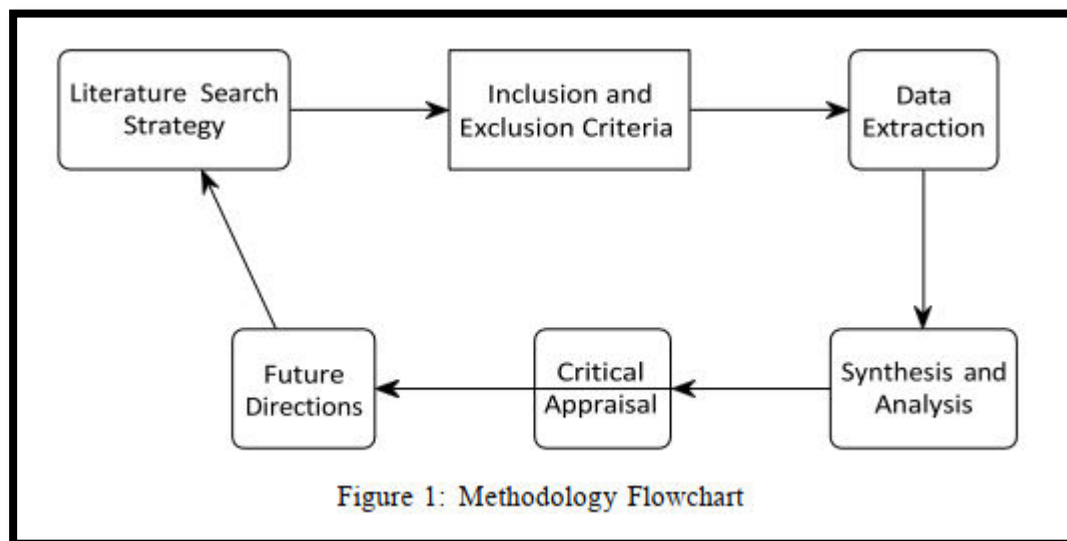 Literature Search
Strategy
Inclusion and
Exclusion Criteria
Data
Extraction
Future
Directions
Critical
Appraisal
Synthesis and
Analysis
Figure 1: Methodology Flowchart